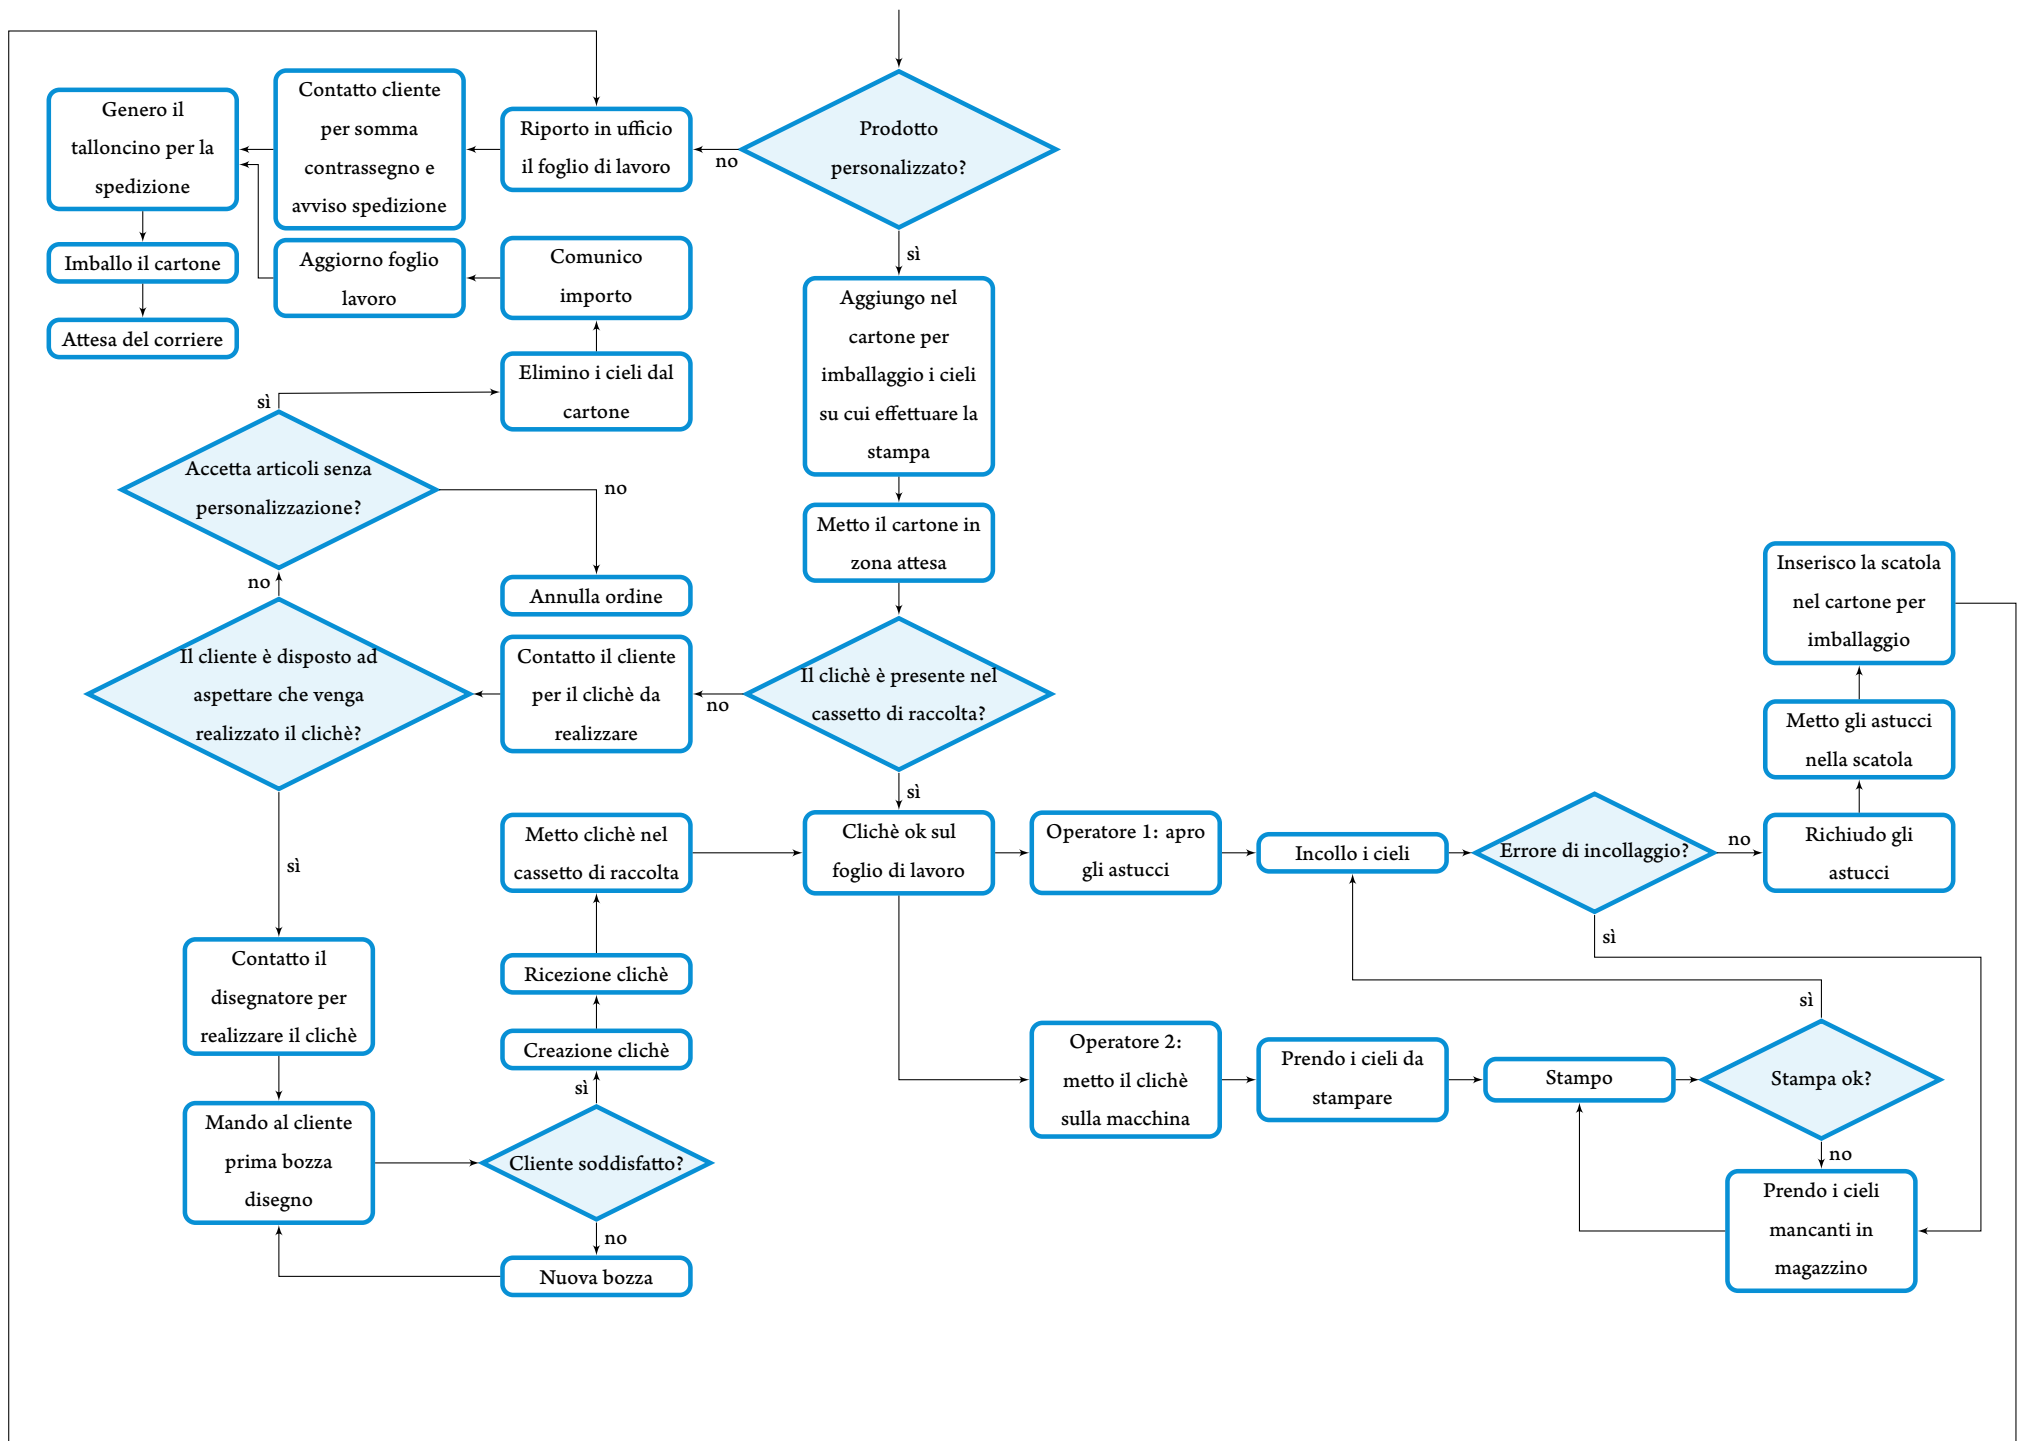 Genero il
talloncino per la
spedizione
Contatto cliente
per somma
contrassegno e
avviso spedizione
Riporto in ufficio
il foglio di lavoro
no
Prodotto
personalizzato?
sì
Imballo il cartone
Aggiorno foglio
lavoro
Comunico
importo
Attesa del corriere
Elimino i cieli dal
cartone
Aggiungo nel
cartone per
imballaggio i cieli
su cui effettuare la
stampa
sì
Accetta articoli senza
personalizzazione?
no
Metto il cartone in
zona attesa
no
Annulla ordine
Il cliente è disposto ad
aspettare che venga
realizzato il clichè?
Contatto il cliente
per il clichè da
realizzare
no
Il clichè è presente nel
cassetto di raccolta?
sì
Inserisco la scatola
nel cartone per
imballaggio
Metto gli astucci
nella scatola
sì
Metto clichè nel
cassetto di raccolta
Clichè ok sul
foglio di lavoro
Operatore 1: apro
gli astucci
Incollo i cieli
Errore di incollaggio?
no
Richiudo gli
astucci
sì
Contatto il
disegnatore per
realizzare il clichè
Ricezione clichè
Creazione clichè
sì
Mando al cliente
prima bozza
disegno
Cliente soddisfatto?
no
Nuova bozza
Operatore 2:
metto il clichè
sulla macchina
Prendo i cieli da
stampare
Stampo
sì
Stampa ok?
no
Prendo i cieli
mancanti in
magazzino